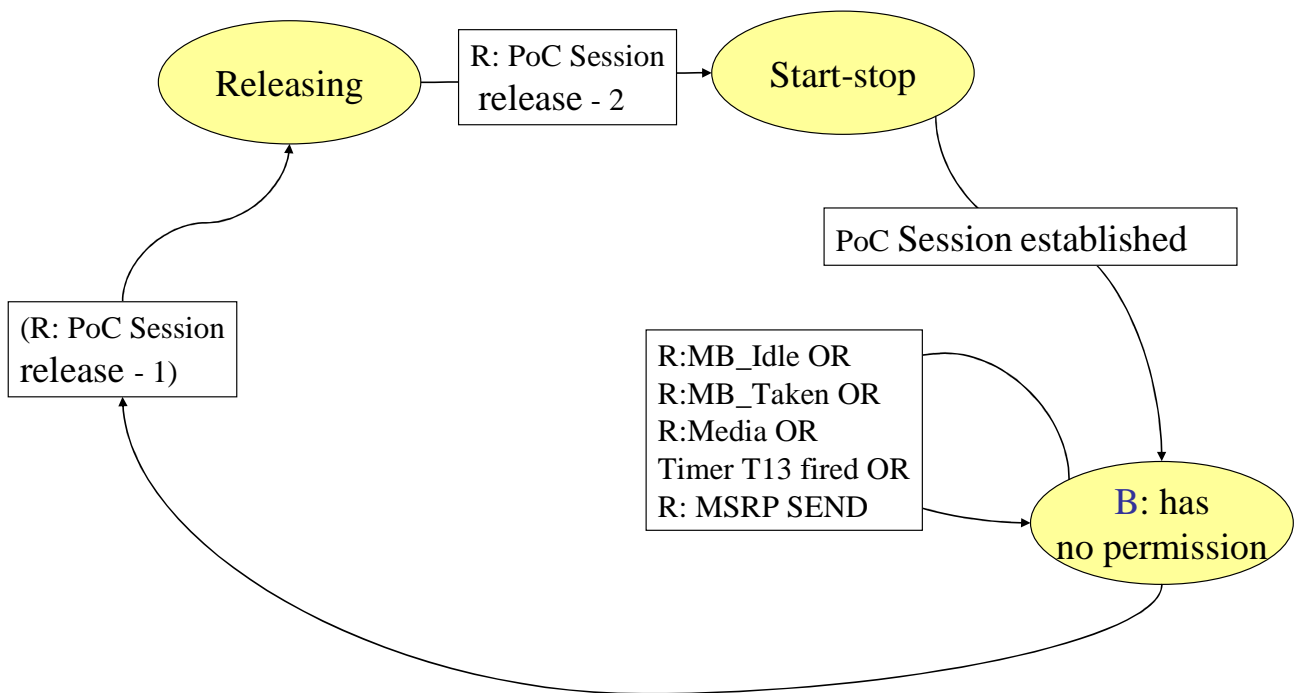 Releasing
R: PoC Session
release - 2
Start-stop
PoC Session established
(R: PoC Session
release - 1)
R:MB_Idle OR
R:MB_Taken OR
R:Media OR
Timer T13 fired OR
R: MSRP SEND
B: has
no permission